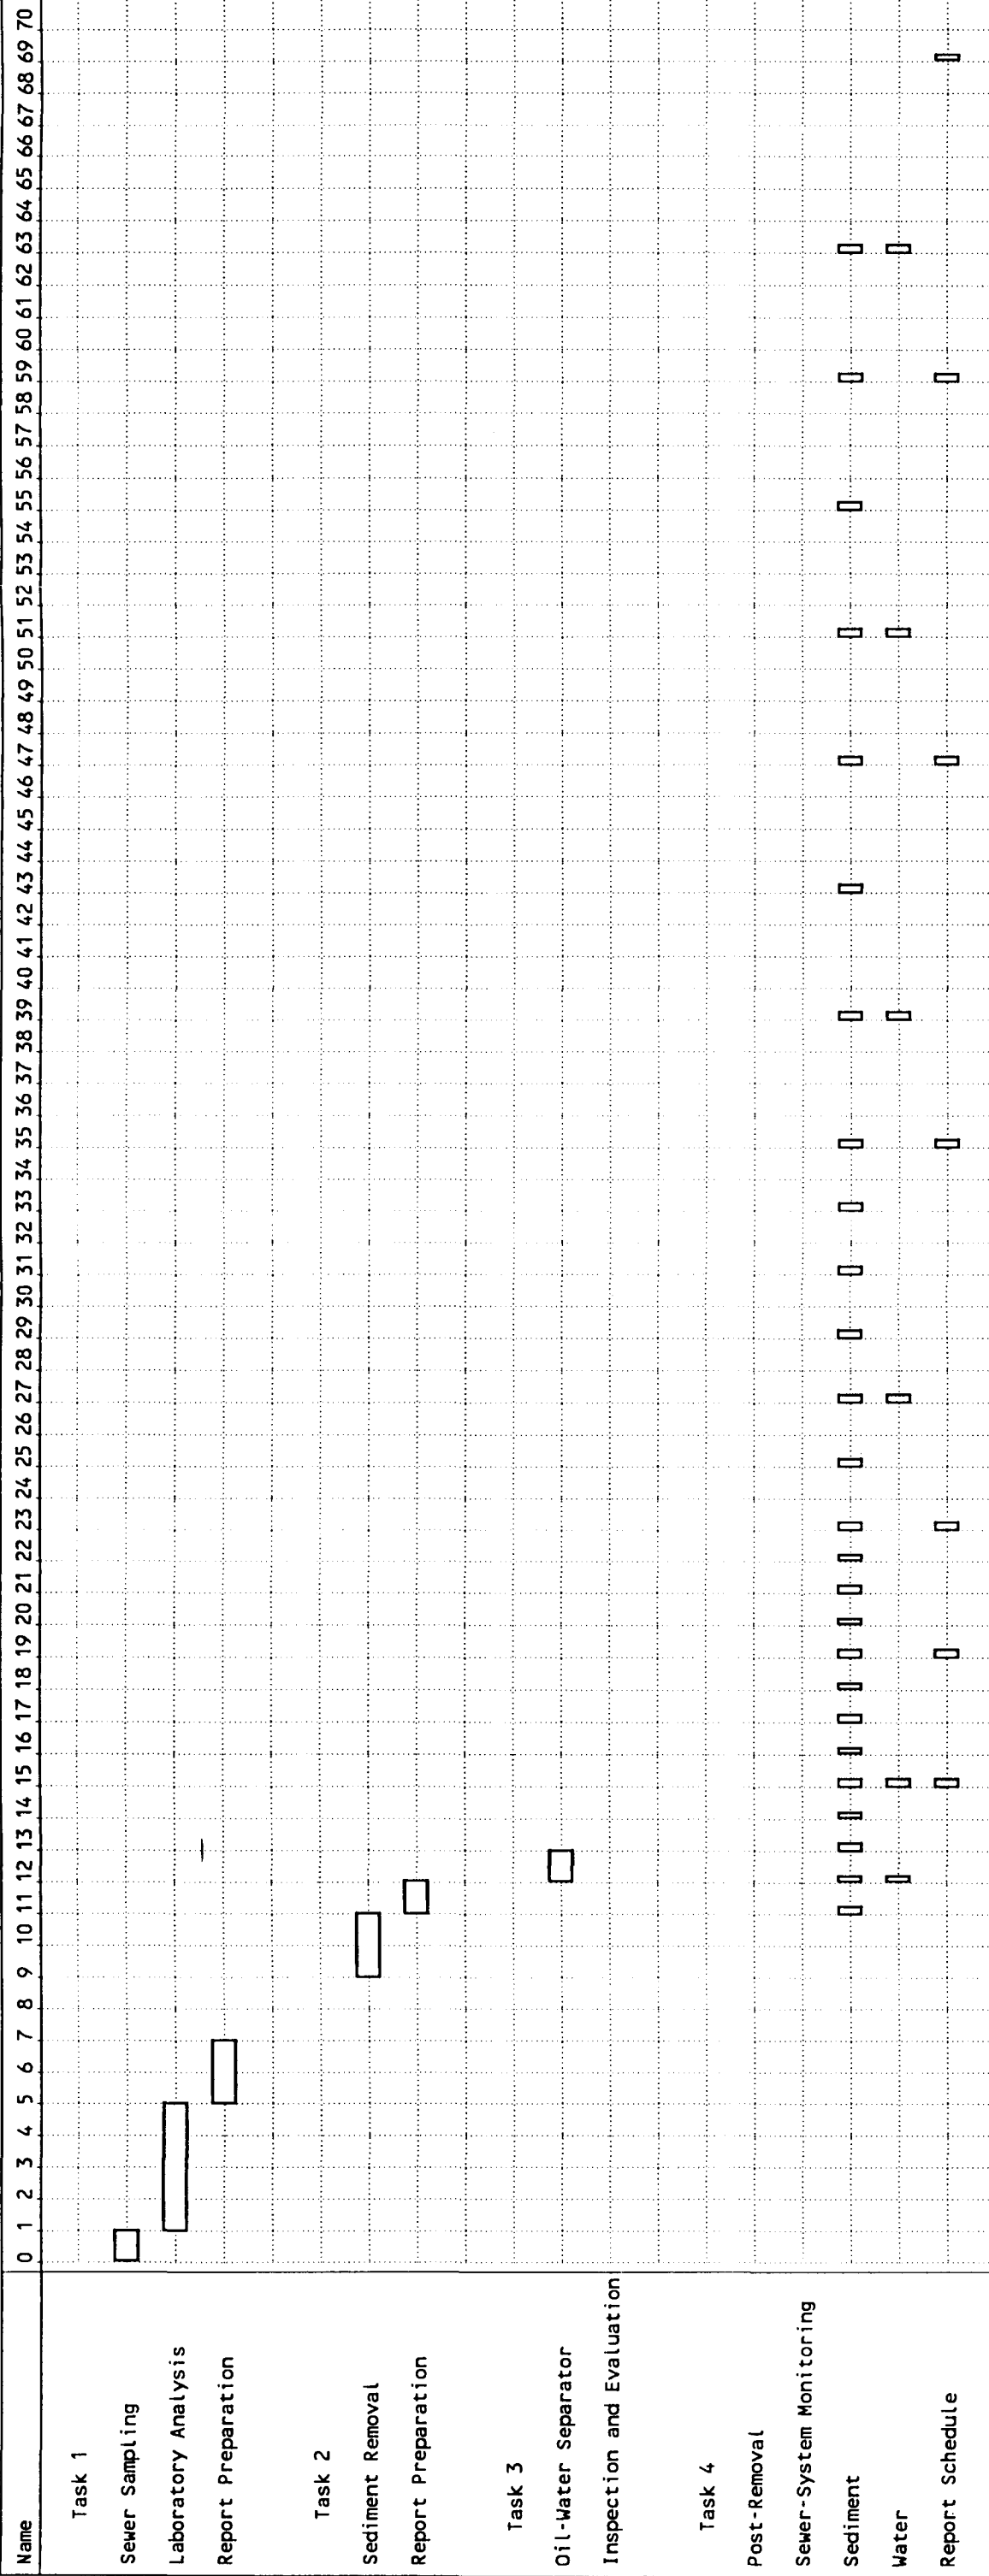 Name 0 1 2 3 4 5 6 7 8 9 10 11 12 13 14 15 16 17 18 19 20 21 22 23 24 25 26 27 28 29 30 31 32 33 34 35 36 37 38 39 40 41 42 43 44 45 46 47 48 49 50 51 52 53 54 55 56 57 58 59 60 61 62 63 64 65 66 67 68 69 70
Task 1
Sewer Sampling
Laboratory Analysis
Report Preparation
Task 2
Sediment Removal
Report Preparation
Task 3
Oil-Water Separator
Inspection and Evaluation
Task 4
Post-Removal
Sewer-System Monitoring
Sediment
Water
Report Schedule